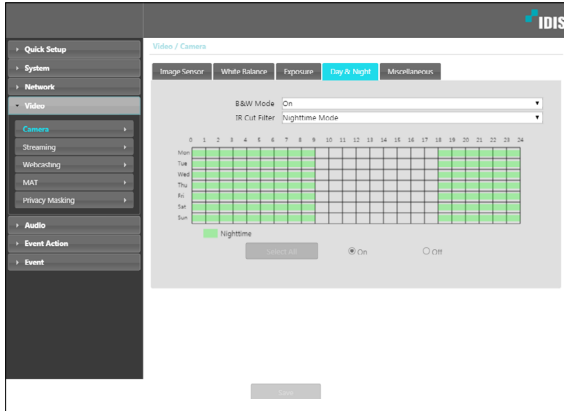 IDIS
Quick Setup
System
Network
Video
Camera
Streaming
Webcasting
MAT
Privacy Masking
Audio
Event Action
Event
Video / Camera
Image Sensor White Balance Exposure Day & Night Miscellaneous
B&W Mode On
IR Cut Filter Nighttime Mode
0 1 2 3 4 5 6 7 8 9 10 11 12 13 14 15 16 17 18 19 20 21 22 23 24
Mon
Tue
Wed
Thu
Fri
Sat
Sun
Nighttime
Select All On Off
Save